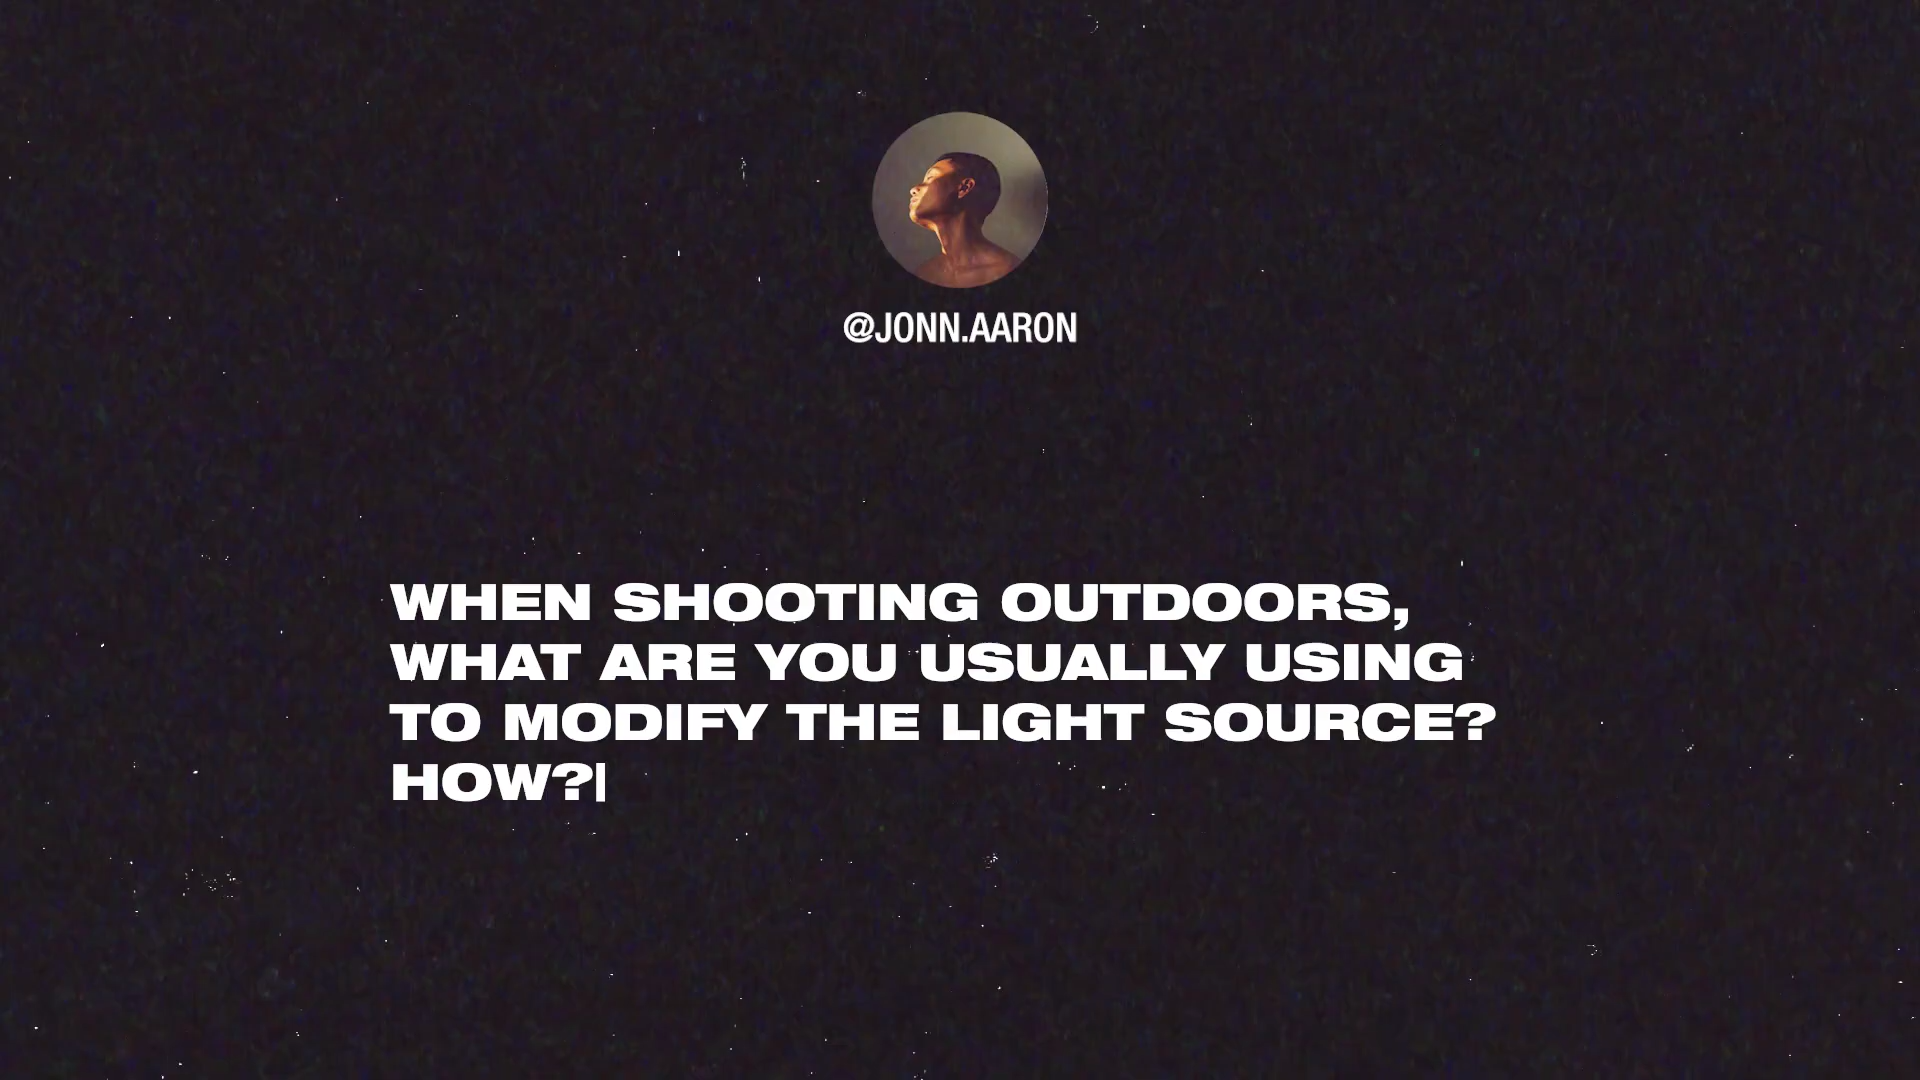 @JONN.AARON
WHEN SHOOTING OUTDOORS,
WHAT ARE YOU USUALLY USING
TO MODIFY THE LIGHT SOURCE?
HOW?